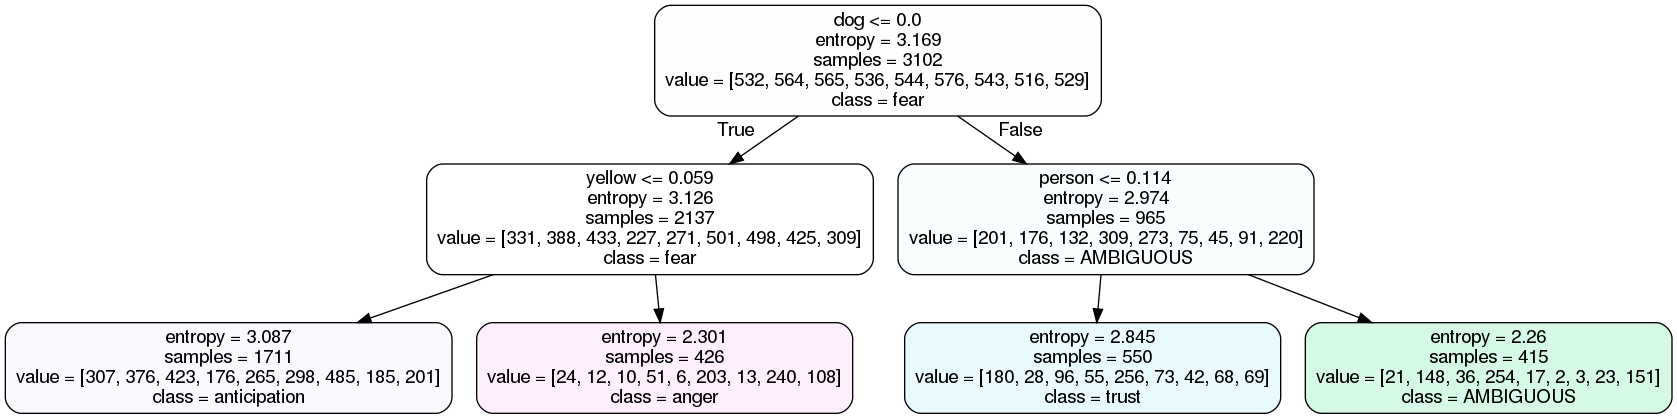 dog <= 0.0
entropy = 3.169
samples = 3102
value = [532, 564, 565, 536, 544, 576, 543, 516, 529]
class = fear
True
False
yellow <= 0.059
entropy = 3.126
samples = 2137
value = [331, 388, 433, 227, 271, 501, 498, 425, 309]
class = fear
person <= 0.114
entropy = 2.974
samples = 965
value = [201, 176, 132, 309, 273, 75, 45, 91, 220]
class = AMBIGUOUS
entropy = 3.087
samples = 1711
value = [307, 376, 423, 176, 265, 298, 485, 185, 201]
class = anticipation
entropy = 2.301
samples = 426
value = [24, 12, 10, 51, 6, 203, 13, 240, 108]
class = anger
entropy = 2.845
samples = 550
value = [180, 28, 96, 55, 256, 73, 42, 68, 69]
class = trust
entropy = 2.26
samples = 415
value = [21, 148, 36, 254, 17, 2, 3, 23, 151]
class = AMBIGUOUS